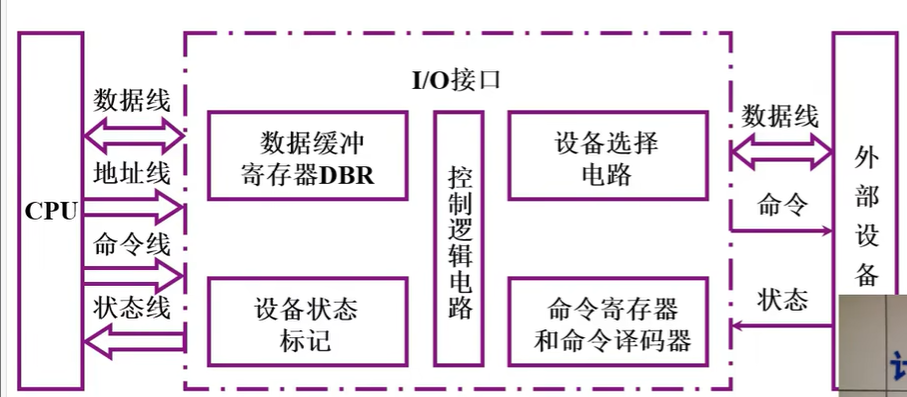 I/O接口
CPU
数据线
地址线
命令线
状态线
数据缓冲
寄存器DBR
设备状态
标记
控制逻辑电路
设备选择
电路
命令寄存器
和命令译码器
数据线
命令
状态
外部设备